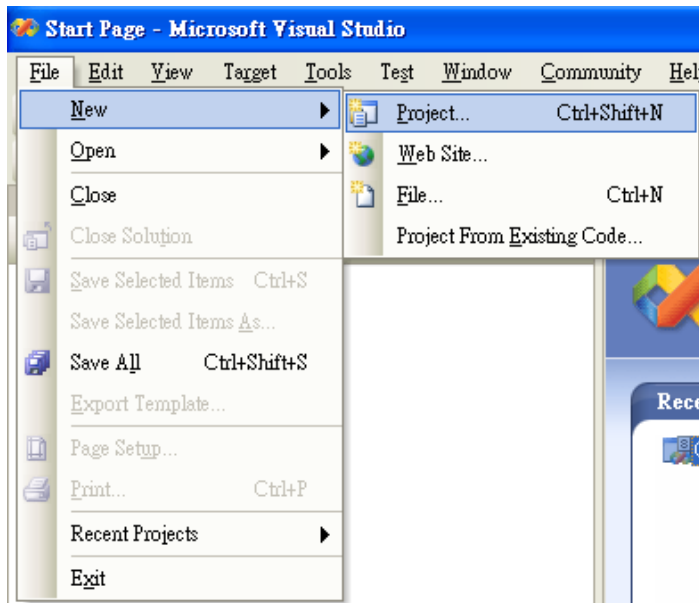 Start Page - Microsoft Visual Studio
File Edit View Target Tools Test Window Community Hel
New
Project... Ctrl+Shift+N
Open
Web Site...
Close
File... Ctrl+N
Close Solution
Project From Existing Code...
Save Selected Items Ctrl+S
Save Selected Items As...
Save All Ctrl+Shift+S
Export Template...
Rece
Page Setup...
Print... Ctrl+P
Recent Projects
Exit